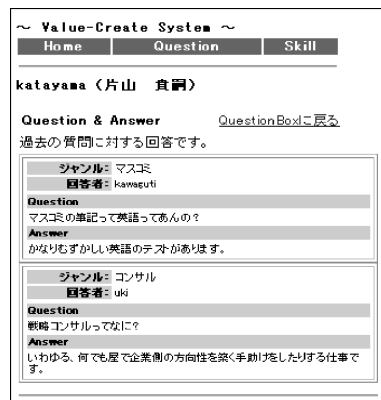 ～ Value-Create System ～
Home Question Skill
katayama（片山 貴嗣）
Question & Answer QuestionBoxに戻る
過去の質問に対する回答です。
ジャンル： マスコミ
回答者： kawaguti
Question
マスコミの筆記って英語ってあんの？
Answer
かなりむずかしい英語のテストがあります。
ジャンル： コンサル
回答者： uki
Question
戦略コンサルってなに？
Answer
いわゆる、何でも屋で企業側の方向性を築く手助けをしたりする仕事で
す。